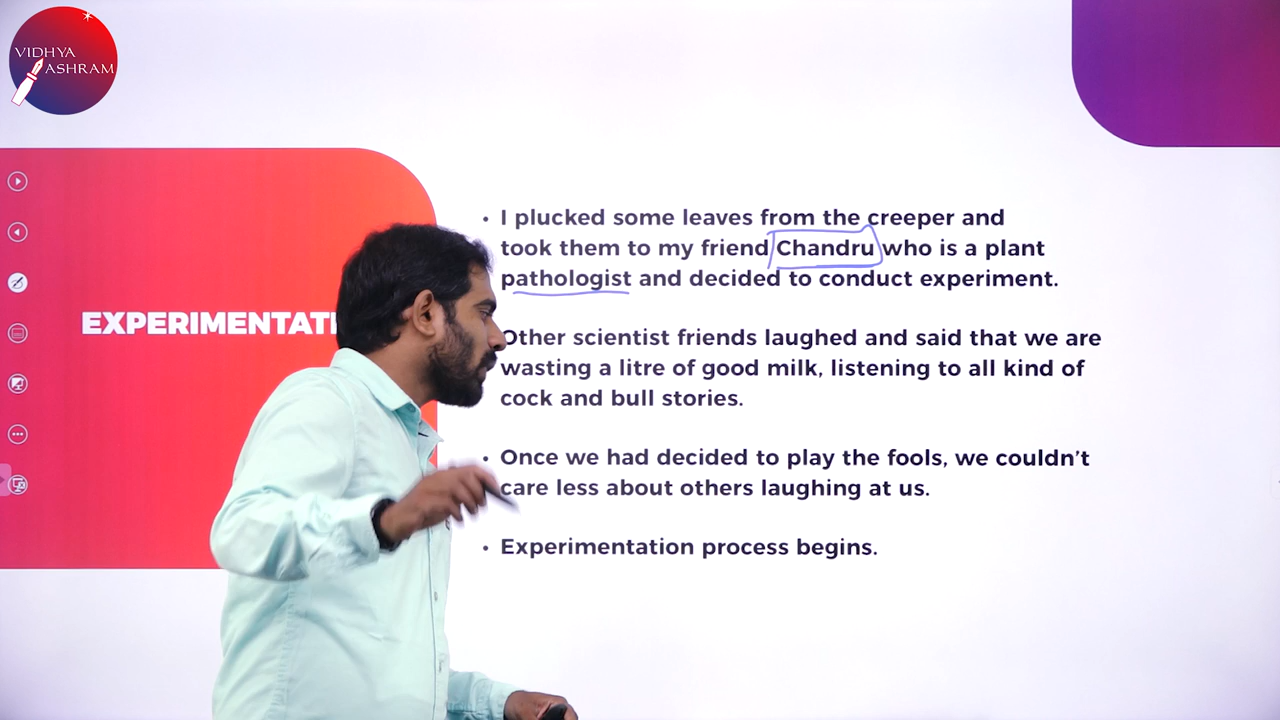 VIDHYA
ASHRAM
EXPERIMENTATI
• I plucked some leaves from the creeper and
took them to my friend Chandru who is a plant
pathologist and decided to conduct experiment.
Other scientist friends laughed and said that we are
wasting a litre of good milk, listening to all kind of
cock and bull stories.
• Once we had decided to play the fools, we couldn't
care less about others laughing at us.
• Experimentation process begins.